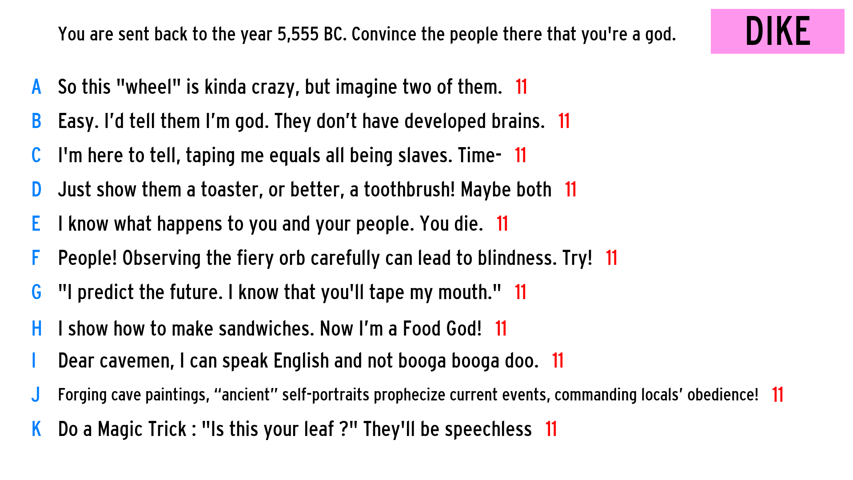 You are sent back to the year 5,555 BC. Convince the people there that you're a god.
DIKE
A So this "wheel" is kinda crazy, but imagine two of them. 11
B Easy. I’d tell them I’m god. They don’t have developed brains. 11
C I'm here to tell, taping me equals all being slaves. Time- 11
D Just show them a toaster, or better, a toothbrush! Maybe both 11
E I know what happens to you and your people. You die. 11
F People! Observing the fiery orb carefully can lead to blindness. Try! 11
G "I predict the future. I know that you'll tape my mouth." 11
H I show how to make sandwiches. Now I’m a Food God! 11
I Dear cavemen, I can speak English and not booga booga doo. 11
J Forging cave paintings, “ancient” self-portraits prophecize current events, commanding locals’ obedience! 11
K Do a Magic Trick : "Is this your leaf ?" They'll be speechless 11